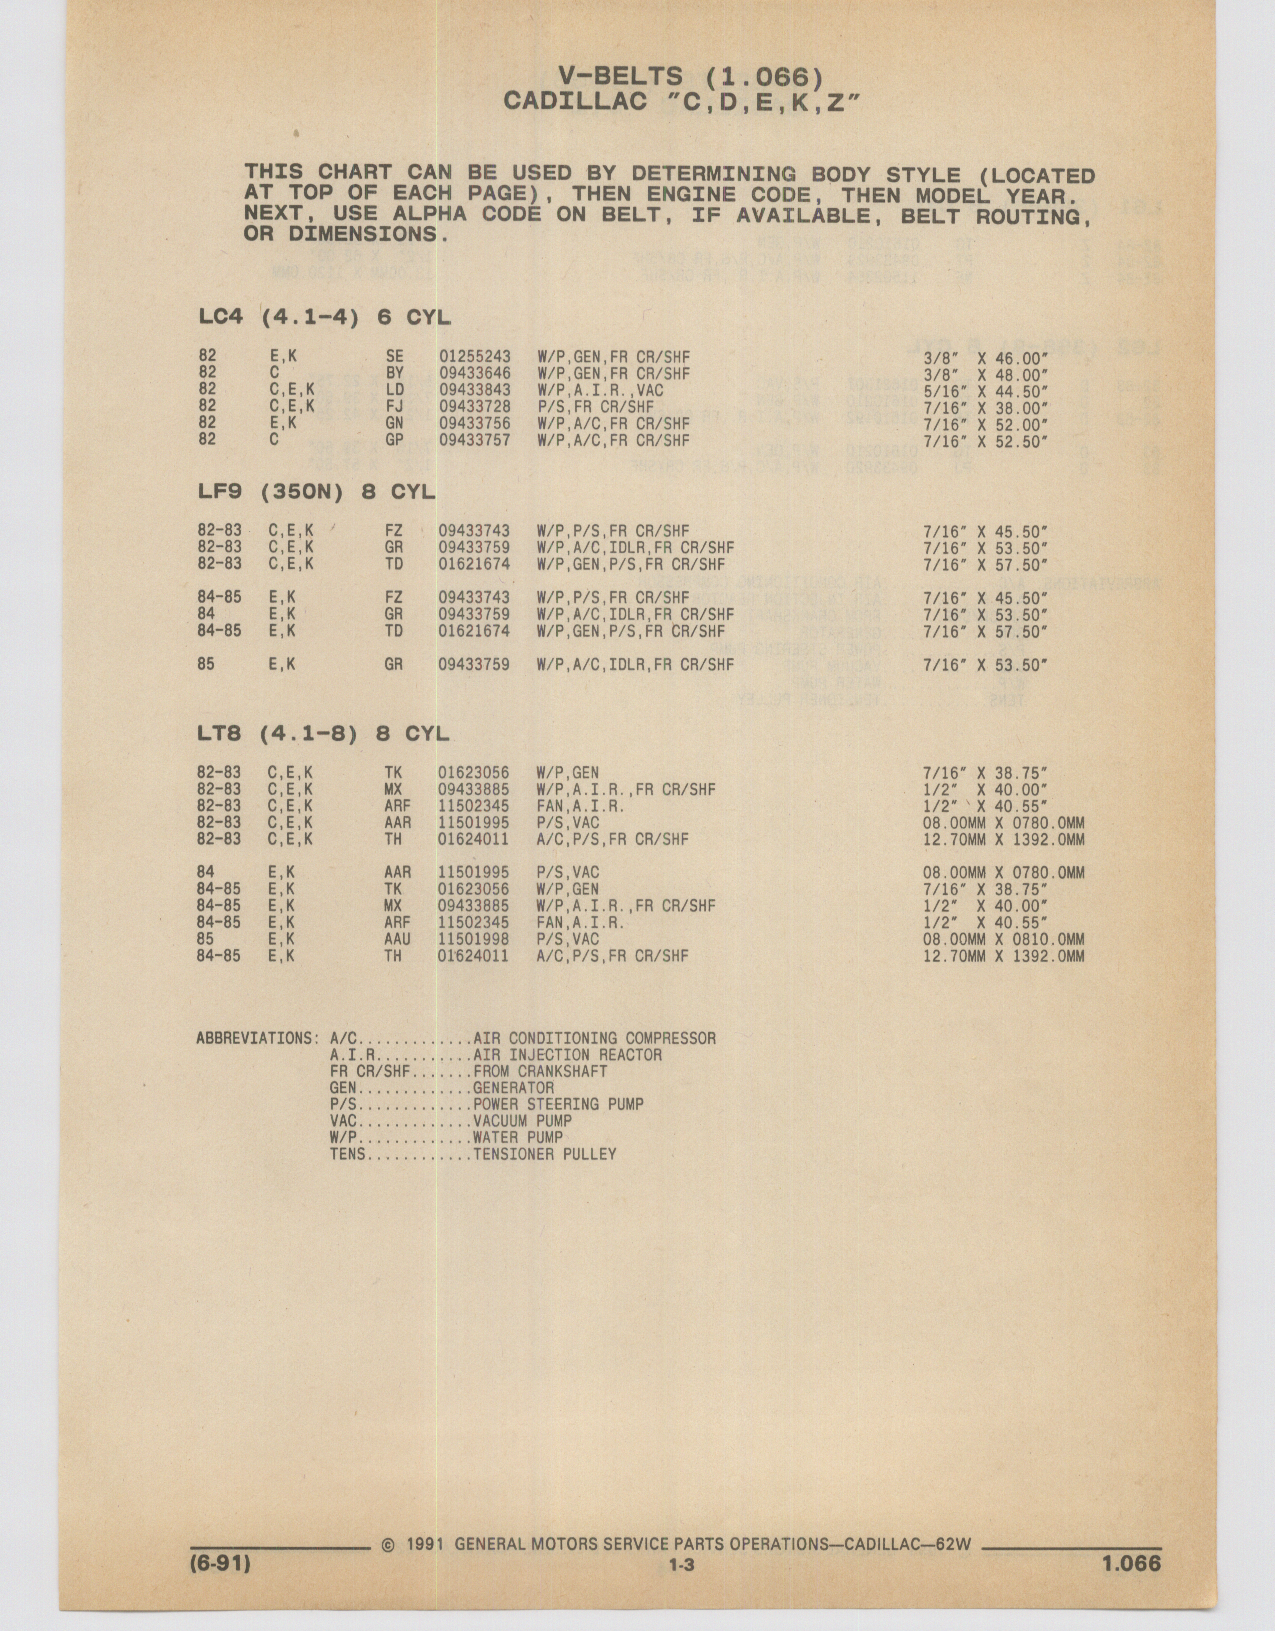 V-BELTS (1.066)
CADILLAC "C,D,E,K,Z"
THIS CHART CAN BE USED BY DETERMINING BODY STYLE (LOCATED
AT TOP OF EACH PAGE), THEN ENGINE CODE, THEN MODEL YEAR.
NEXT, USE ALPHA CODE ON BELT, IF AVAILABLE, BELT ROUTING,
OR DIMENSIONS.
LC4 (4.1-4) 6 CYL
82 E,K SE 01255243 W/P,GEN,FR CR/SHF 3/8" X 46.00"
82 C BY 09433646 W/P,GEN,FR CR/SHF 3/8" X 48.00"
82 C,E,K LD 09433843 W/P,A.I.R.,VAC 5/16" X 44.50"
82 C,E,K FJ 09433728 P/S,FR CR/SHF 7/16" X 38.00"
82 E,K GN 09433756 W/P,A/C,FR CR/SHF 7/16" X 52.00"
82 C GP 09433757 W/P,A/C,FR CR/SHF 7/16" X 52.50"
LF9 (350N) 8 CYL
82-83 C,E,K FZ 09433743 W/P,P/S,FR CR/SHF 7/16" X 45.50"
82-83 C,E,K GR 09433759 W/P,A/C,IDLR,FR CR/SHF 7/16" X 53.50"
82-83 C,E,K TD 01621674 W/P,GEN,P/S,FR CR/SHF 7/16" X 57.50"
84-85 E,K FZ 09433743 W/P,P/S,FR CR/SHF 7/16" X 45.50"
84 E,K GR 09433759 W/P,A/C,IDLR,FR CR/SHF 7/16" X 53.50"
84-85 E,K TD 01621674 W/P,GEN,P/S,FR CR/SHF 7/16" X 57.50"
85 E,K GR 09433759 W/P,A/C,IDLR,FR CR/SHF 7/16" X 53.50"
LT8 (4.1-8) 8 CYL
82-83 C,E,K TK 01623056 W/P,GEN 7/16" X 38.75"
82-83 C,E,K MX 09433885 W/P,A.I.R.,FR CR/SHF 1/2" X 40.00"
82-83 C,E,K ARF 11502345 FAN,A.I.R. 1/2" X 40.55"
82-83 C,E,K AAR 11501995 P/S,VAC 08.00MM X 0780.0MM
82-83 C,E,K TH 01624011 A/C,P/S,FR CR/SHF 12.70MM X 1392.0MM
84 E,K AAR 11501995 P/S,VAC 08.00MM X 0780.0MM
84-85 E,K TK 01623056 W/P,GEN 7/16" X 38.75"
84-85 E,K MX 09433885 W/P,A.I.R.,FR CR/SHF 1/2" X 40.00"
84-85 E,K ARF 11502345 FAN,A.I.R. 1/2" X 40.55"
85 E,K AAU 11501998 P/S,VAC 08.00MM X 0810.0MM
84-85 E,K TH 01624011 A/C,P/S,FR CR/SHF 12.70MM X 1392.0MM
ABBREVIATIONS: A/C.............AIR CONDITIONING COMPRESSOR
A.I.R...........AIR INJECTION REACTOR
FR CR/SHF.......FROM CRANKSHAFT
GEN.............GENERATOR
P/S.............POWER STEERING PUMP
VAC.............VACUUM PUMP
W/P.............WATER PUMP
TENS............TENSIONER PULLEY
© 1991 GENERAL MOTORS SERVICE PARTS OPERATIONS—CADILLAC—62W
(6-91) 1-3 1.066